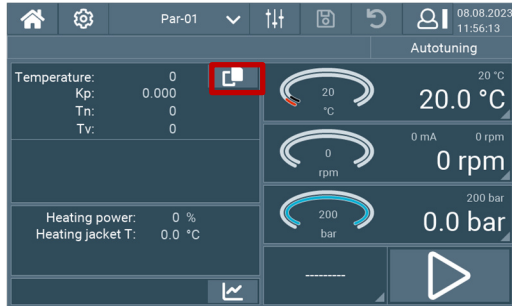 Par-01
08.08.2023
11:56:13
Autotuning
Temperature: 0
Kp: 0.000
Tn: 0
Tv: 0
Heating power: 0 %
Heating jacket T: 0.0 °C
20
°C
20 °C
20.0 °C
0
rpm
0 mA 0 rpm
0 rpm
200
bar
200 bar
0.0 bar
---------